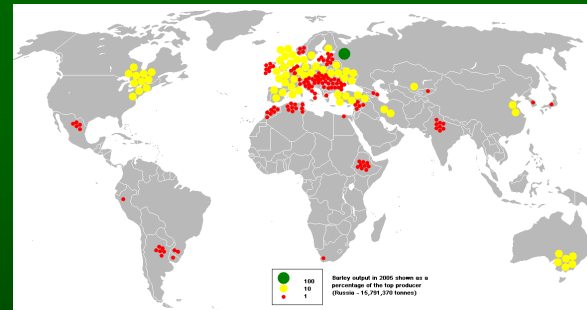 100
10
1
Barley output in 2005 shown as a
percentage of the top producer
(Russia - 15,791,370 tonnes)